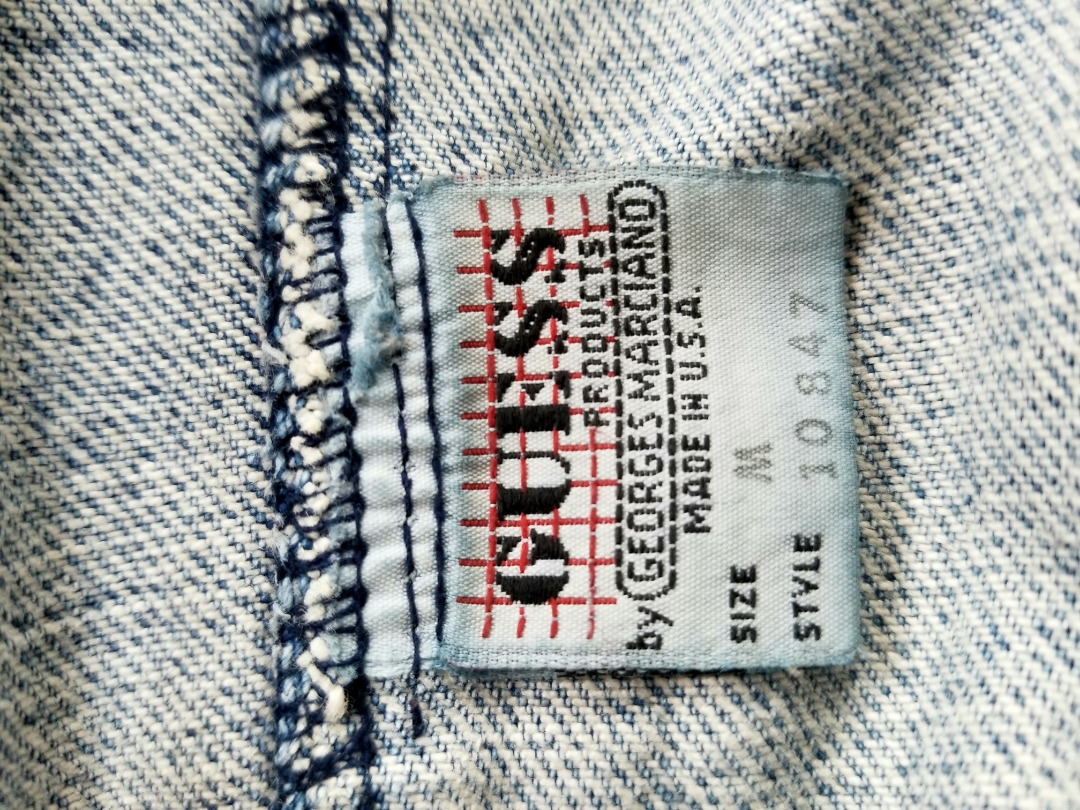 GUESS
PRODUCTS
by GEORGES MARCIANO
MADE IN U.S.A.
SIZE M
STYLE 10847